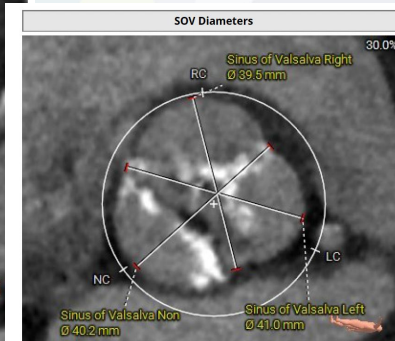 SOV Diameters
30.0%
Sinus of Valsalva Right
Ø 39.5 mm
RC
LC
NC
Sinus of Valsalva Non
Ø 40.2 mm
Sinus of Valsalva Left
Ø 41.0 mm